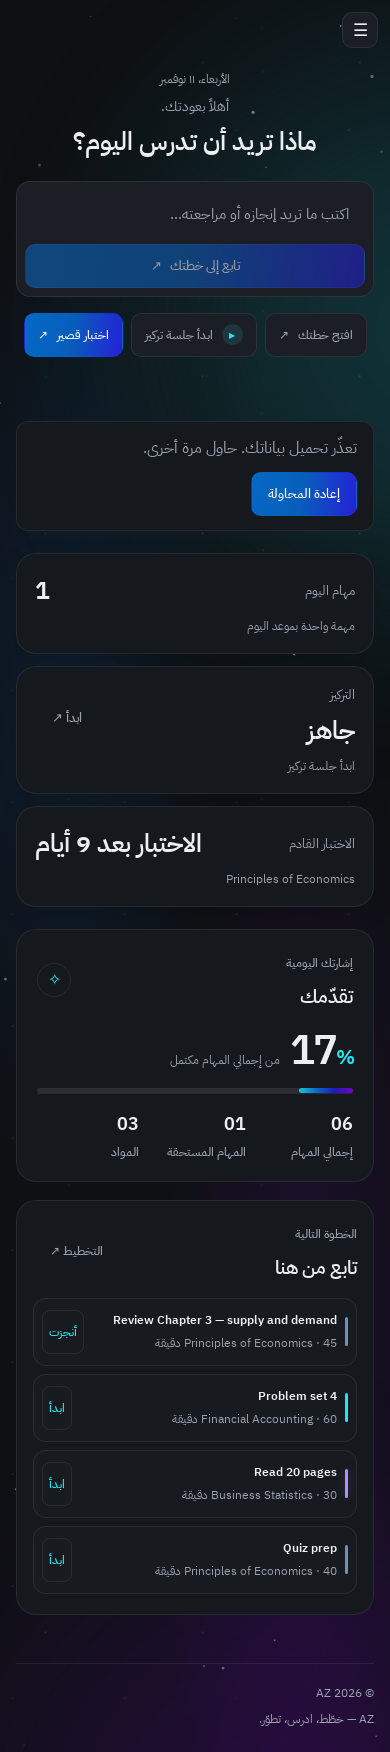 ☰
الأربعاء، ١١ نوفمبر
أهلاً بعودتك.
ماذا تريد أن تدرس اليوم؟
اكتب ما تريد إنجازه أو مراجعته...
تابع إلى خطتك ↗
افتح خطتك ↗
ابدأ جلسة تركيز
اختبار قصير ↗
تعذّر تحميل بياناتك. حاول مرة أخرى.
إعادة المحاولة
مهام اليوم
1
مهمة واحدة بموعد اليوم
التركيز
جاهز
ابدأ جلسة تركيز
ابدأ ↗
الاختبار القادم
الاختبار بعد 9 أيام
Principles of Economics
إشارتك اليومية
تقدّمك
17% من إجمالي المهام مكتمل
06
إجمالي المهام
01
المهام المستحقة
03
المواد
الخطوة التالية
تابع من هنا
التخطيط ↗
Review Chapter 3 — supply and demand
Principles of Economics · 45 دقيقة
أنجزت
Problem set 4
Financial Accounting · 60 دقيقة
ابدأ
Read 20 pages
Business Statistics · 30 دقيقة
ابدأ
Quiz prep
Principles of Economics · 40 دقيقة
ابدأ
© 2026 AZ
AZ — خطّط، ادرس، تطوّر.